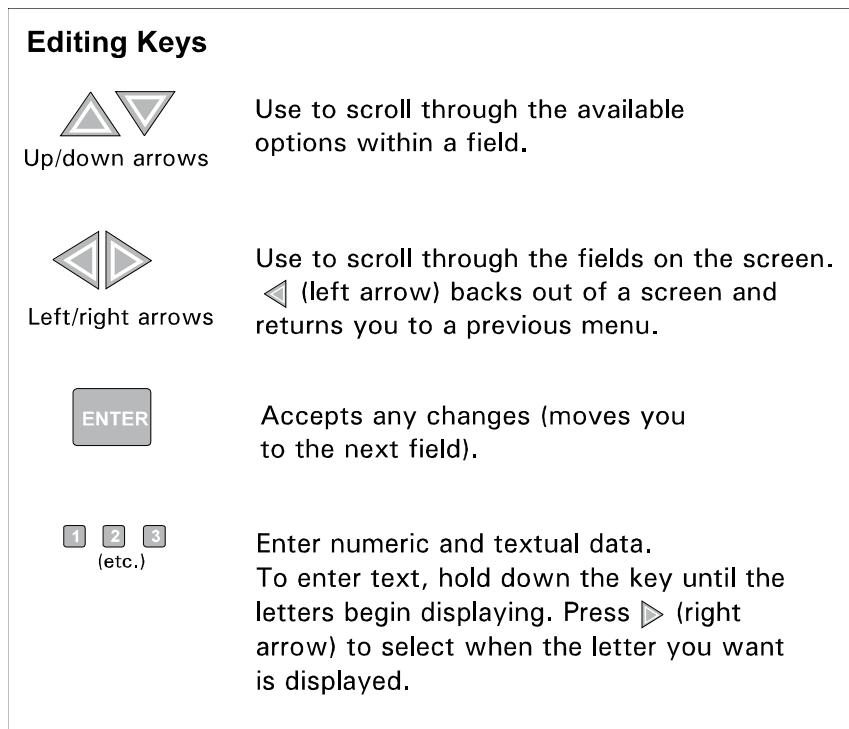 Editing Keys
Up/down arrows
Use to scroll through the available
options within a field.
Left/right arrows
Use to scroll through the fields on the screen.
(left arrow) backs out of a screen and
returns you to a previous menu.
ENTER
Accepts any changes (moves you
to the next field).
1 2 3
(etc.)
Enter numeric and textual data.
To enter text, hold down the key until the
letters begin displaying. Press (right
arrow) to select when the letter you want
is displayed.